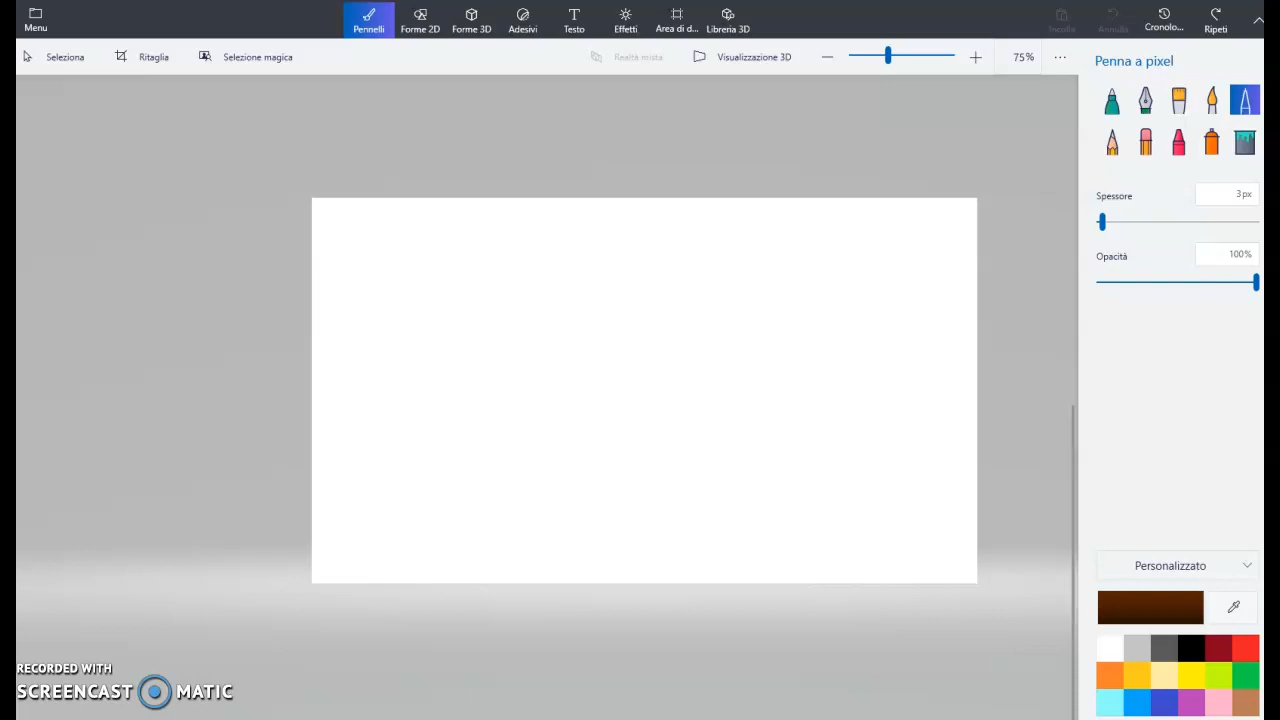 Menu
Pennelli
Forme 2D
Forme 3D
Adesivi
Testo
Effetti
Area di d...
Libreria 3D
Incolla
Annulla
Cronolo...
Ripeti
Seleziona
Ritaglia
Selezione magica
Realtà mista
Visualizzazione 3D
75%
Penna a pixel
Spessore
3px
Opacità
100%
Personalizzato
RECORDED WITH
SCREENCAST MATIC